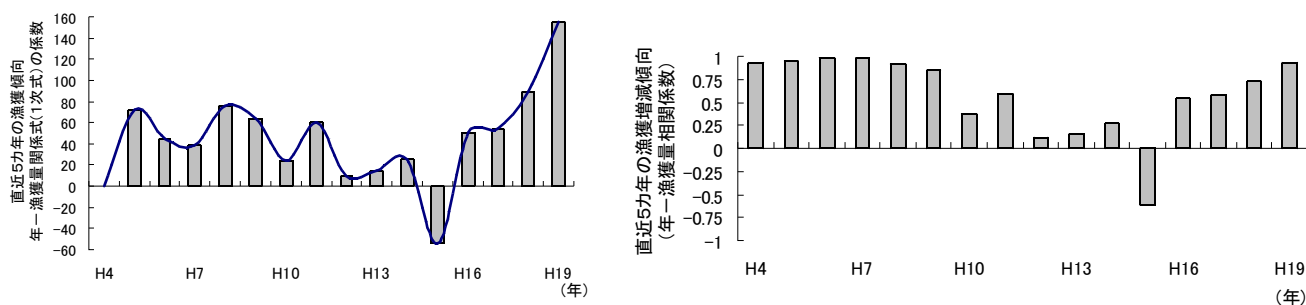 直近5カ年の漁獲傾向
年ー漁獲量関係式(1次式)の係数
160
140
120
100
80
60
40
20
0
-20
-40
-60
H4
H7
H10
H13
H16
H19
(年)
直近5カ年の漁獲増減傾向
(年ー漁獲量相関係数)
1
0.75
0.5
0.25
0
-0.25
-0.5
-0.75
-1
H4
H7
H10
H13
H16
H19
(年)